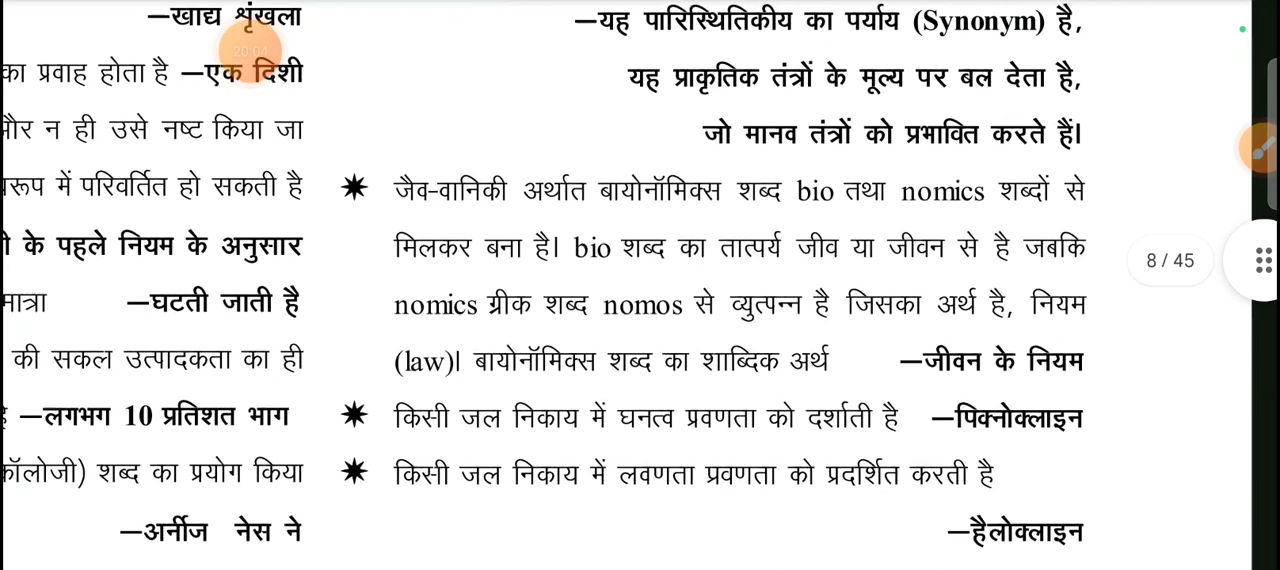 —खाद्य शृंखला
20:04
का प्रवाह होता है —एक दिशी
और न ही उसे नष्ट किया जा
में परिवर्तित हो सकती है
के पहले नियम के अनुसार
मात्रा —घटती जाती है
की सकल उत्पादकता का ही
—लगभग 10 प्रतिशत भाग
शब्द का प्रयोग किया
—अर्नीज नेस ने
—यह पारिस्थितिकीय का पर्याय (Synonym) है,
यह प्राकृतिक तंत्रों के मूल्य पर बल देता है,
जो मानव तंत्रों को प्रभावित करते हैं।
✷ जैव-वानिकी अर्थात बायोनॉमिक्स शब्द bio तथा nomics शब्दों से
मिलकर बना है। bio शब्द का तात्पर्य जीव या जीवन से है जबकि
nomics ग्रीक शब्द nomos से व्युत्पन्न है जिसका अर्थ है, नियम
(law)। बायोनॉमिक्स शब्द का शाब्दिक अर्थ —जीवन के नियम
✷ किसी जल निकाय में घनत्व प्रवणता को दर्शाती है —पिक्नोक्लाइन
✷ किसी जल निकाय में लवणता प्रवणता को प्रदर्शित करती है
—हैलोक्लाइन
8 / 45